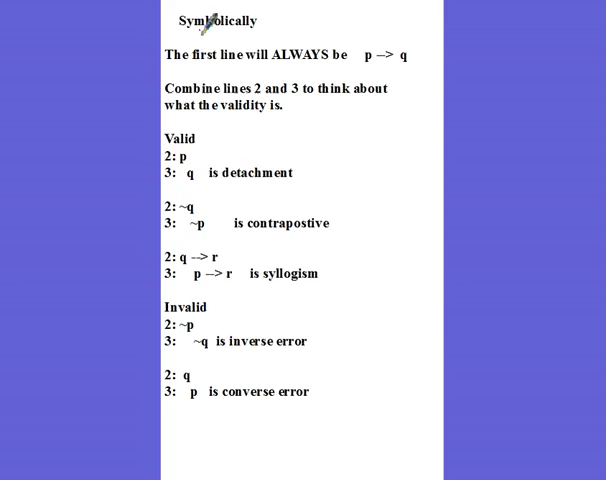 Symbolically
The first line will ALWAYS be p --> q
Combine lines 2 and 3 to think about
what the validity is.
Valid
2: p
3: q is detachment
2: ~q
3: ~p is contrapostive
2: q --> r
3: p --> r is syllogism
Invalid
2: ~p
3: ~q is inverse error
2: q
3: p is converse error